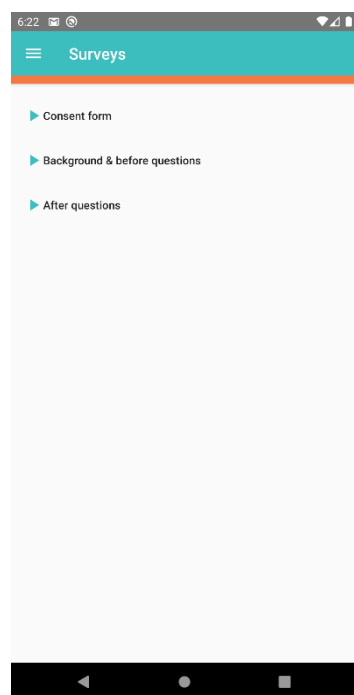 6:22
Surveys
Consent form
Background & before questions
After questions